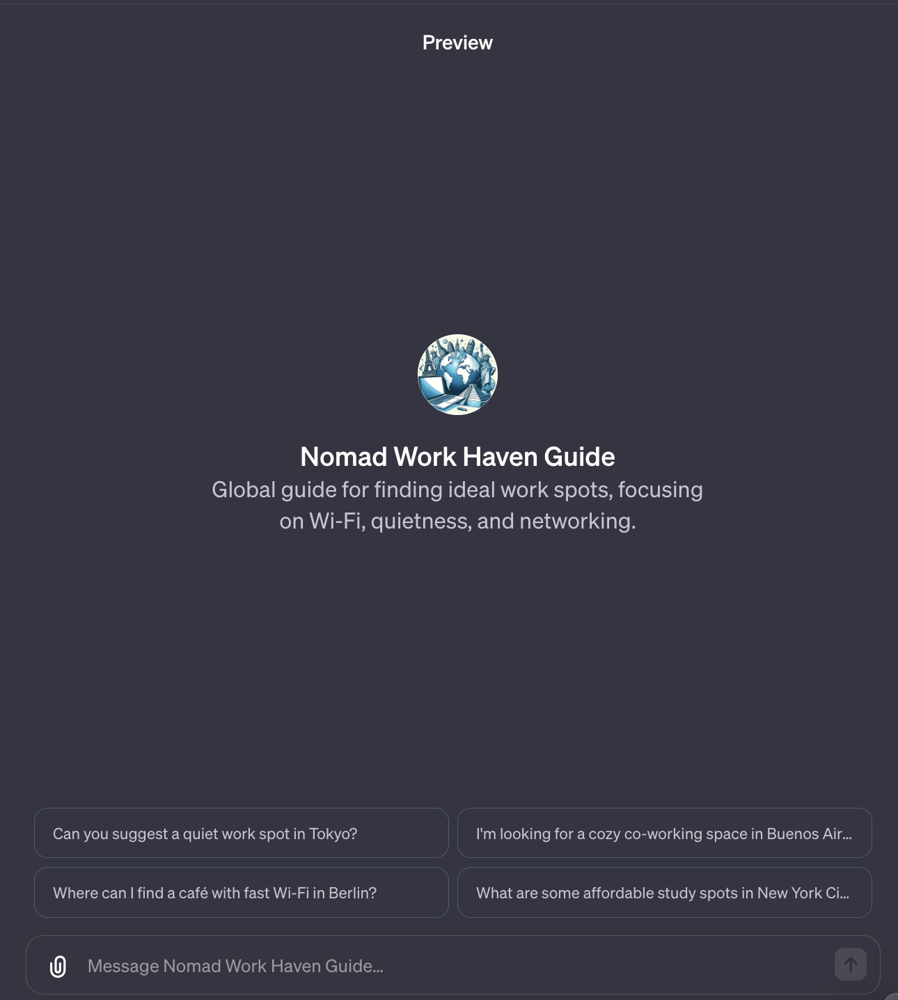 Preview
Nomad Work Haven Guide
Global guide for finding ideal work spots, focusing
on Wi-Fi, quietness, and networking.
Can you suggest a quiet work spot in Tokyo?
I'm looking for a cozy co-working space in Buenos Air...
Where can I find a café with fast Wi-Fi in Berlin?
What are some affordable study spots in New York Ci...
Message Nomad Work Haven Guide...